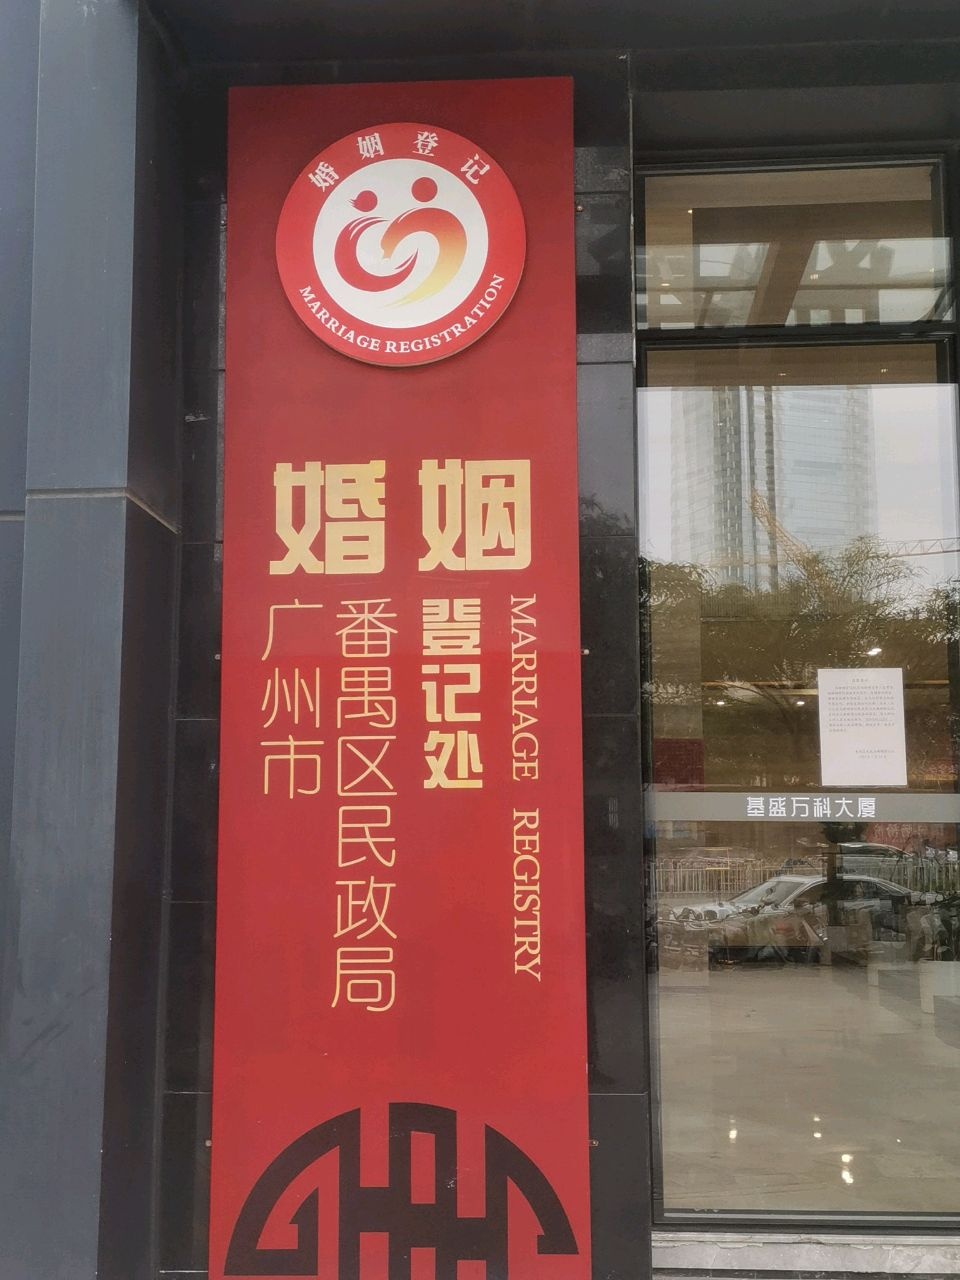 婚姻登记
MARRIAGE REGISTRATION
婚姻
广州市
番禺区民政局
登记处
MARRIAGE REGISTRY
基盛万科大厦